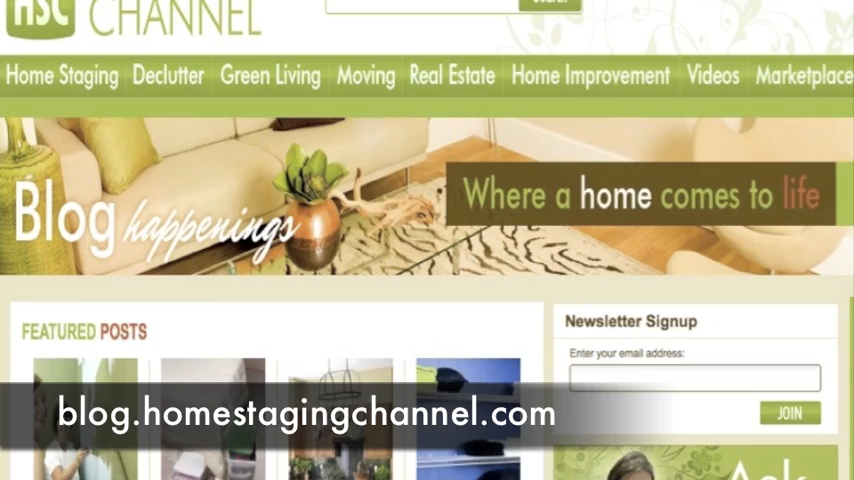 HSC CHANNEL
Home Staging Declutter Green Living Moving Real Estate Home Improvement Videos Marketplace
Where a home comes to life
Blog happenings
FEATURED POSTS
Newsletter Signup
Enter your email address:
JOIN
blog.homestagingchannel.com
Ask